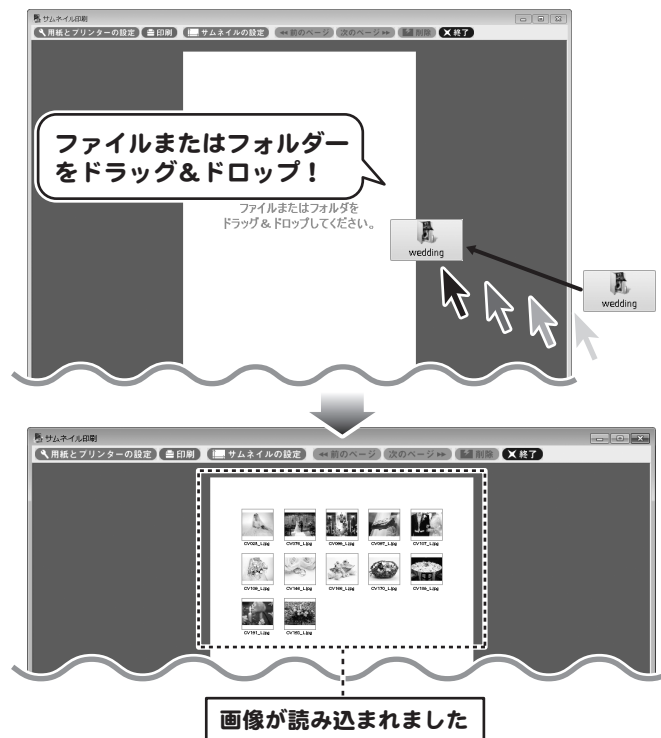 サムネイル印刷
用紙とプリンターの設定 印刷 サムネイルの設定 前のページ 次のページ 削除 終了
ファイルまたはフォルダー
をドラッグ&ドロップ！
ファイルまたはフォルダを
ドラッグ&ドロップしてください。
wedding
wedding
サムネイル印刷
用紙とプリンターの設定 印刷 サムネイルの設定 前のページ 次のページ 削除 終了
画像が読み込まれました